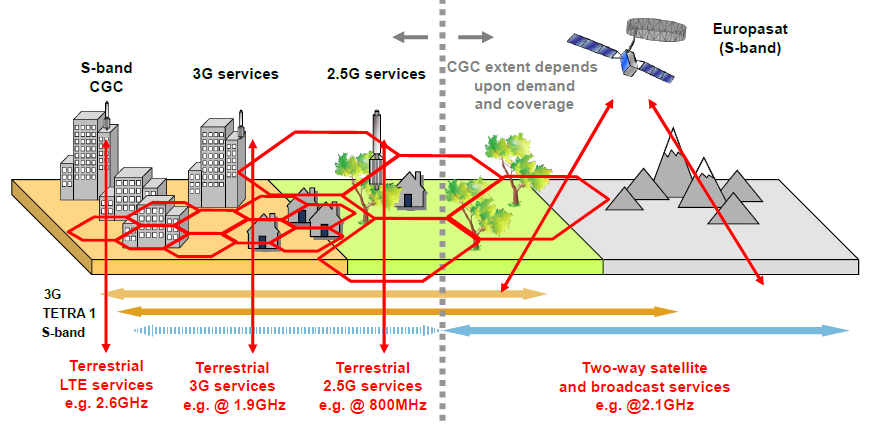 Europasat
(S-band)
S-band
CGC
3G services
2.5G services
CGC extent depends
upon demand
and coverage
3G
TETRA 1
S-band
Terrestrial
LTE services
e.g. 2.6GHz
Terrestrial
3G services
e.g. @ 1.9GHz
Terrestrial
2.5G services
e.g. @ 800MHz
Two-way satellite
and broadcast services
e.g. @2.1GHz